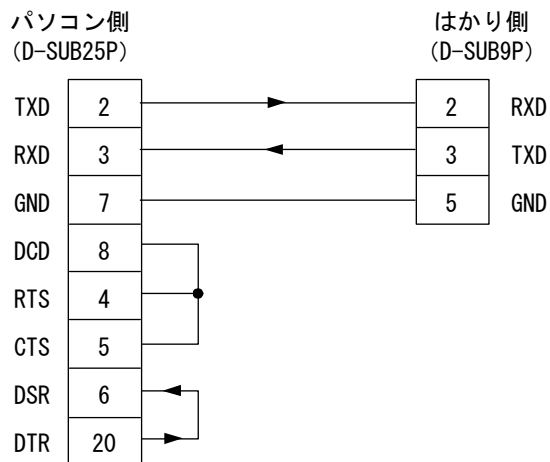 パソコン側 はかり側
(D-SUB25P) (D-SUB9P)
TXD 2 2 RXD
RXD 3 3 TXD
GND 7 5 GND
DCD 8
RTS 4
CTS 5
DSR 6
DTR 20